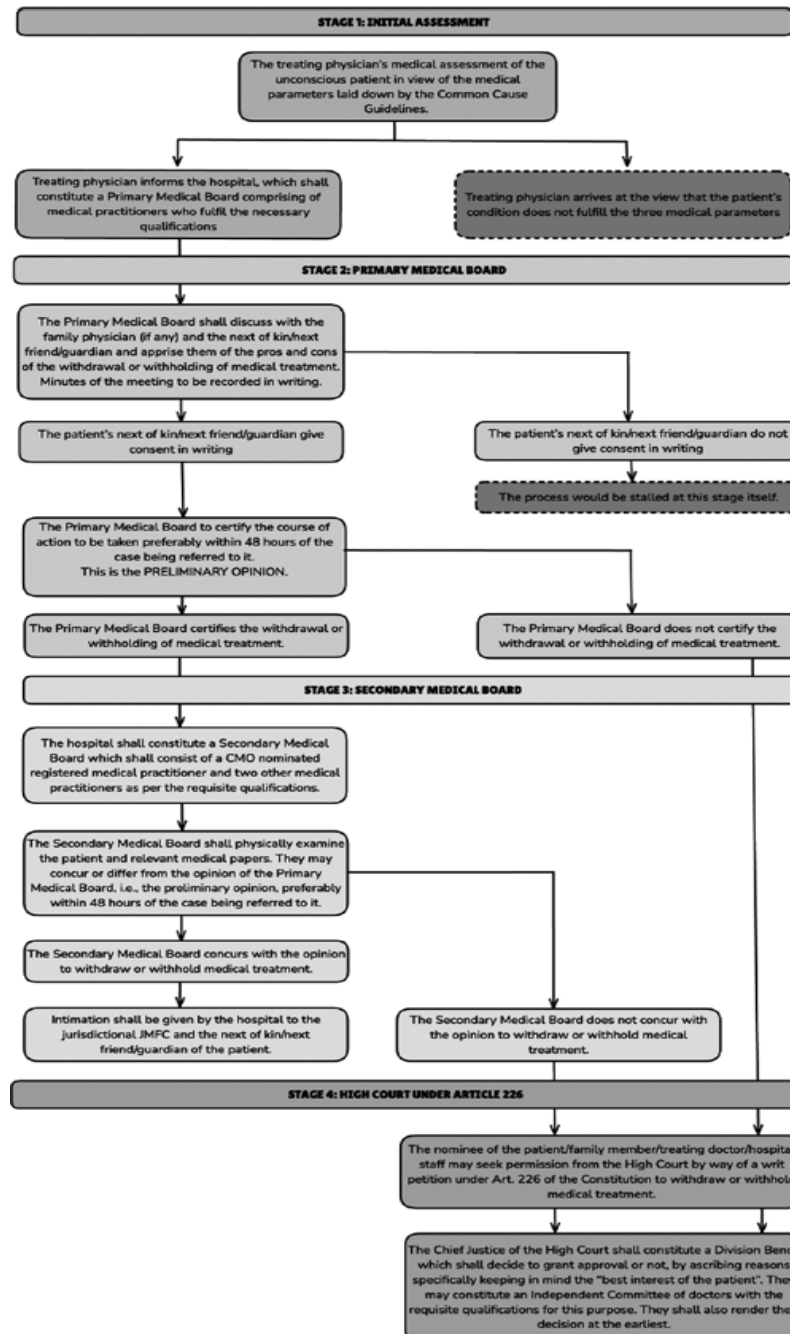 STAGE 1: INITIAL ASSESSMENT
The treating physician's medical assessment of the
unconscious patient in view of the medical
parameters laid down by the Common Cause
Guidelines.
Treating physician informs the hospital, which shall
constitute a Primary Medical Board comprising of
medical practitioners who fulfil the necessary
qualifications
Treating physician arrives at the view that the patient's
condition does not fulfill the three medical parameters
STAGE 2: PRIMARY MEDICAL BOARD
The Primary Medical Board shall discuss with the
family physician (if any) and the next of kin/next
friend/guardian and apprise them of the pros and cons
of the withdrawal or withholding of medical treatment.
Minutes of the meeting to be recorded in writing.
The patient's next of kin/next friend/guardian give
consent in writing
The patient's next of kin/next friend/guardian do not
give consent in writing
The process would be stalled at this stage itself.
The Primary Medical Board to certify the course of
action to be taken preferably within 48 hours of the
case being referred to it.
This is the PRELIMINARY OPINION.
The Primary Medical Board certifies the withdrawal or
withholding of medical treatment.
The Primary Medical Board does not certify the
withdrawal or withholding of medical treatment.
STAGE 3: SECONDARY MEDICAL BOARD
The hospital shall constitute a Secondary Medical
Board which shall consist of a CMO nominated
registered medical practitioner and two other medical
practitioners as per the requisite qualifications.
The Secondary Medical Board shall physically examine
the patient and relevant medical papers. They may
concur or differ from the opinion of the Primary
Medical Board, i.e., the preliminary opinion, preferably
within 48 hours of the case being referred to it.
The Secondary Medical Board concurs with the opinion
to withdraw or withhold medical treatment.
Intimation shall be given by the hospital to the
jurisdictional JMFC and the next of kin/next
friend/guardian of the patient.
The Secondary Medical Board does not concur with
the opinion to withdraw or withhold medical
treatment.
STAGE 4: HIGH COURT UNDER ARTICLE 226
The nominee of the patient/family member/treating doctor/hospita
staff may seek permission from the High Court by way of a writ
petition under Art. 226 of the Constitution to withdraw or withhol
medical treatment.
The Chief Justice of the High Court shall constitute a Division Benc
which shall decide to grant approval or not, by ascribing reasons
specifically keeping in mind the "best interest of the patient". The
may constitute an Independent Committee of doctors with the
requisite qualifications for this purpose. They shall also render the
decision at the earliest.